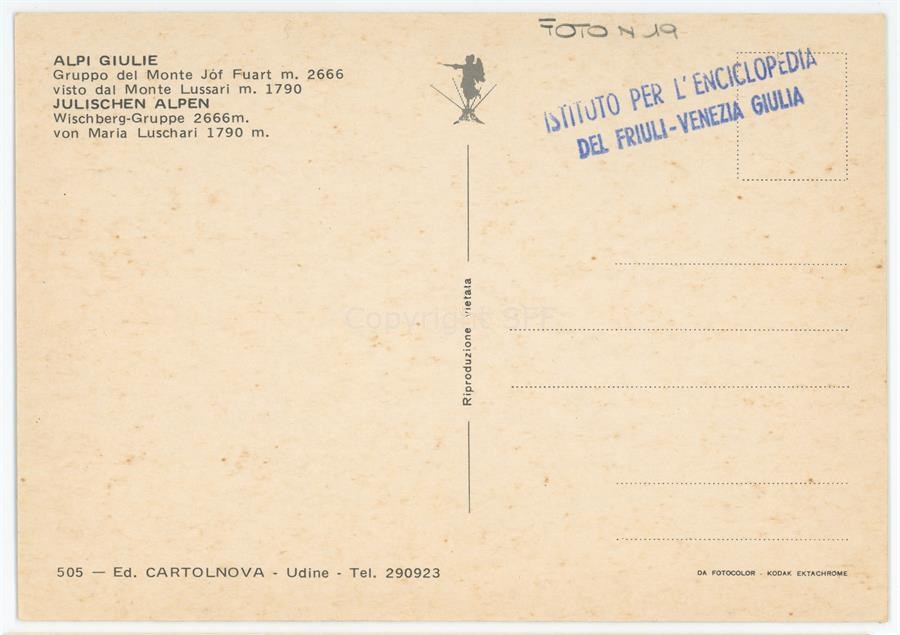 FOTO N 19
ISTITUTO PER L'ENCICLOPEDIA
DEL FRIULI-VENEZIA GIULIA
ALPI GIULIE
Gruppo del Monte Jôf Fuart m. 2666
visto dal Monte Lussari m. 1790
JULISCHEN ALPEN
Wischberg-Gruppe 2666m.
von Maria Luschari 1790 m.
Riproduzione vietata
Copyright
505 — Ed. CARTOLNOVA - Udine - Tel. 290923
DA FOTOCOLOR - KODAK EKTACHROME